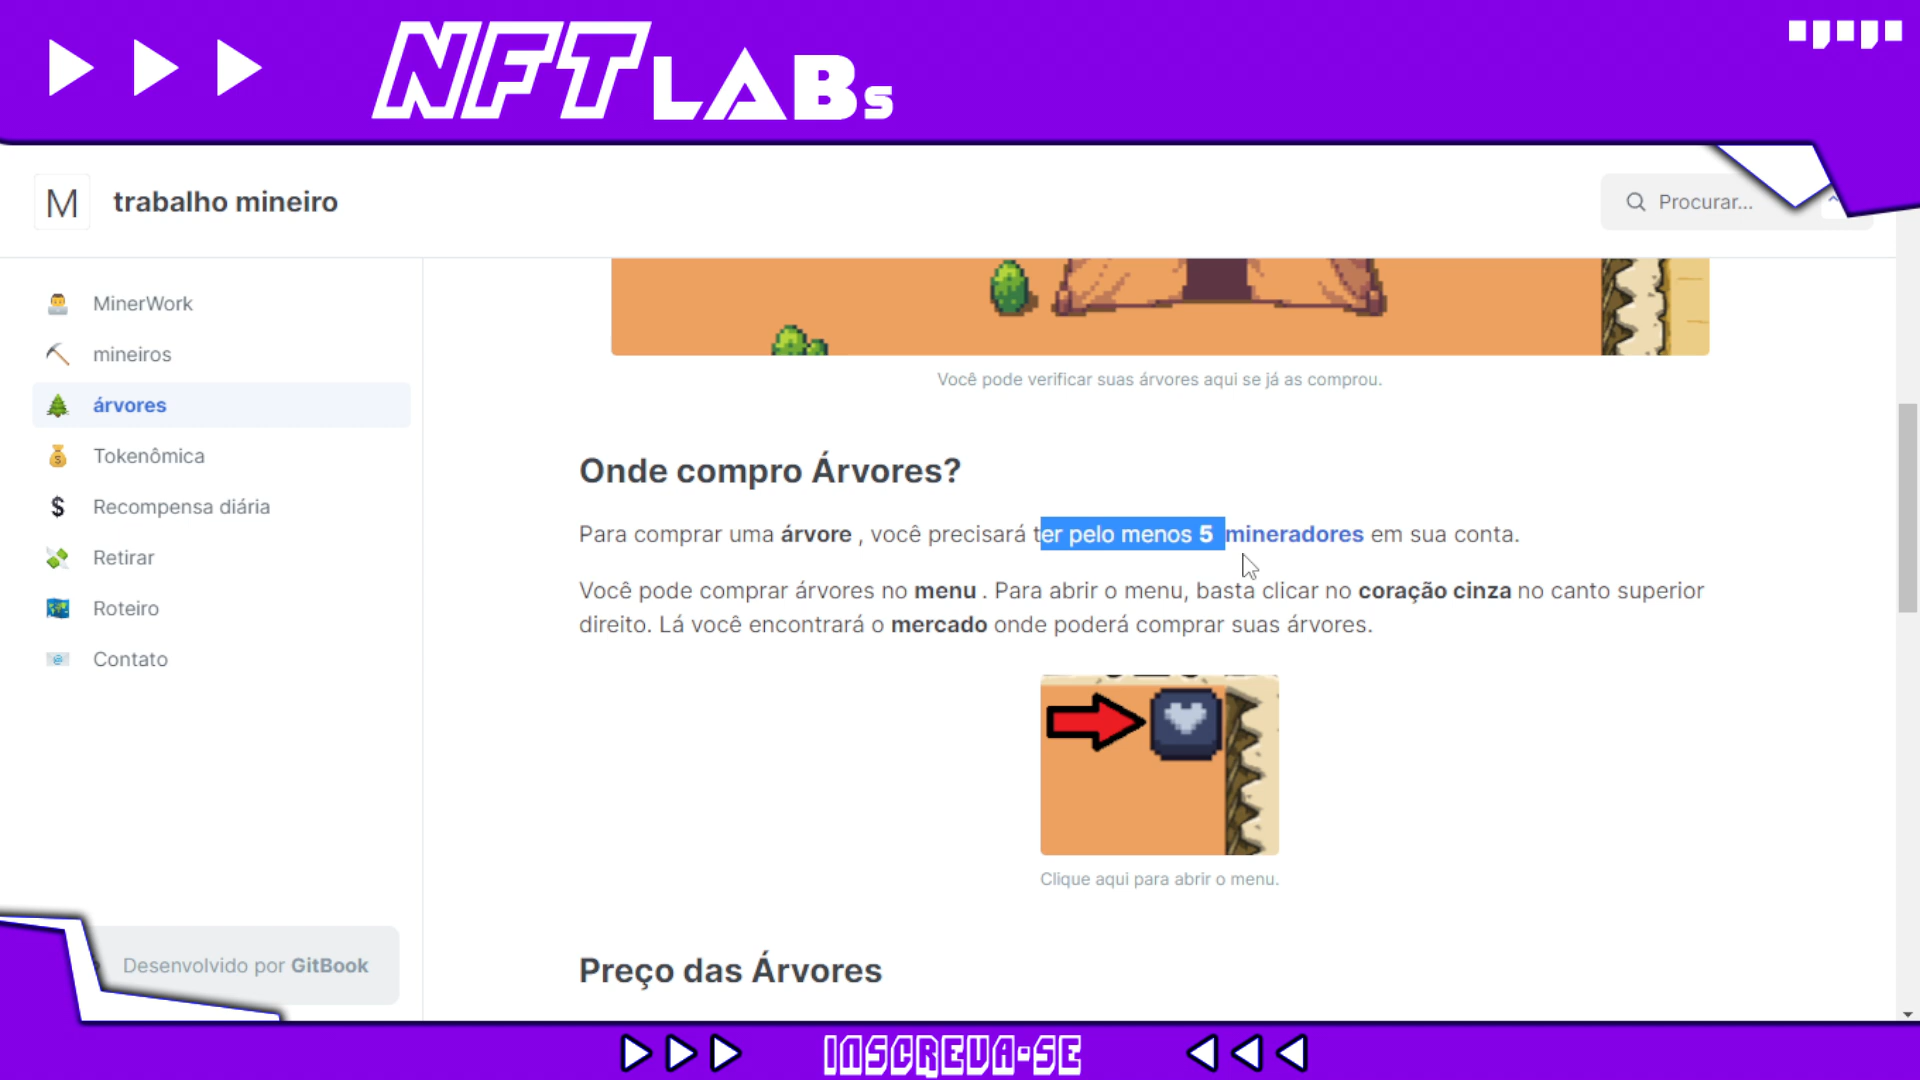 NFT LABs
M trabalho mineiro
Procurar...
MinerWork
mineiros
árvores
Tokenômica
Recompensa diária
Retirar
Roteiro
Contato
Desenvolvido por GitBook
Você pode verificar suas árvores aqui se já as comprou.
Onde compro Árvores?
Para comprar uma árvore , você precisará ter pelo menos 5 mineradores em sua conta.
Você pode comprar árvores no menu . Para abrir o menu, basta clicar no coração cinza no canto superior
direito. Lá você encontrará o mercado onde poderá comprar suas árvores.
Clique aqui para abrir o menu.
Preço das Árvores
INSCREVA-SE